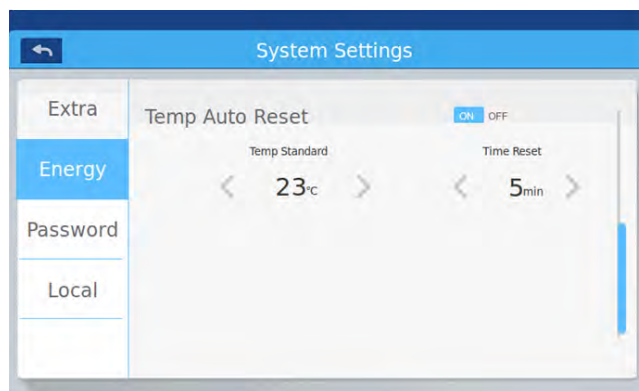 System Settings
Extra
Energy
Password
Local
Temp Auto Reset
ON OFF
Temp Standard
23°C
Time Reset
5min